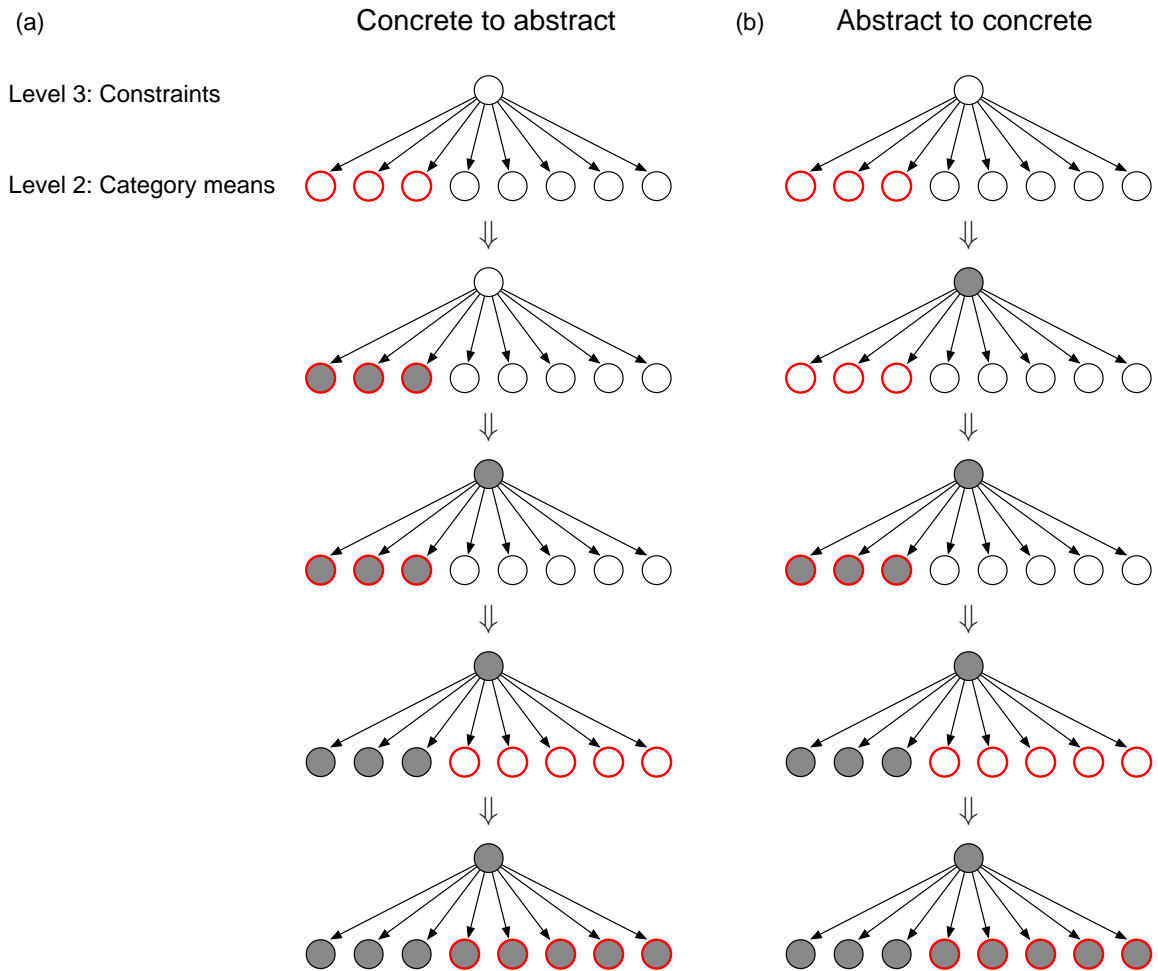 (a)
Concrete to abstract
(b)
Abstract to concrete
Level 3: Constraints
Level 2: Category means